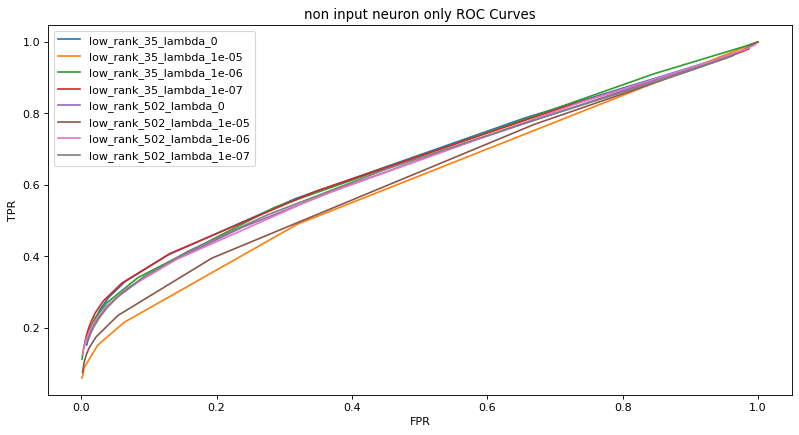 non input neuron only ROC Curves
low_rank_35_lambda_0
low_rank_35_lambda_1e-05
low_rank_35_lambda_1e-06
low_rank_35_lambda_1e-07
low_rank_502_lambda_0
low_rank_502_lambda_1e-05
low_rank_502_lambda_1e-06
low_rank_502_lambda_1e-07
TPR
1.0
0.8
0.6
0.4
0.2
0.0 0.2 0.4 0.6 0.8 1.0
FPR